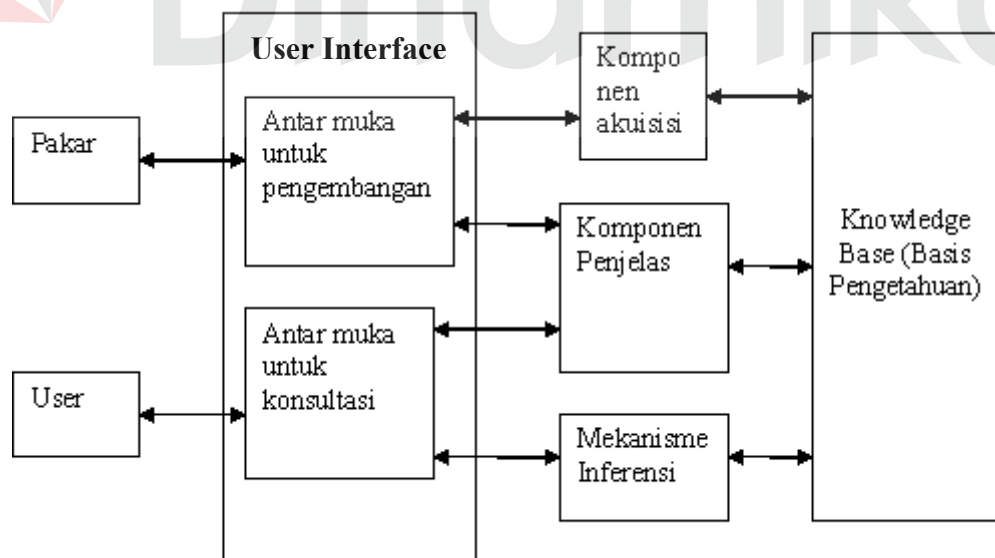 Dinamika
User Interface
Pakar
Antar muka
untuk
pengembangan
Kompo
nen
akuisisi
Komponen
Penjelas
Knowledge
Base (Basis
Pengetahuan)
User
Antar muka
untuk
konsultasi
Mekanisme
Inferensi